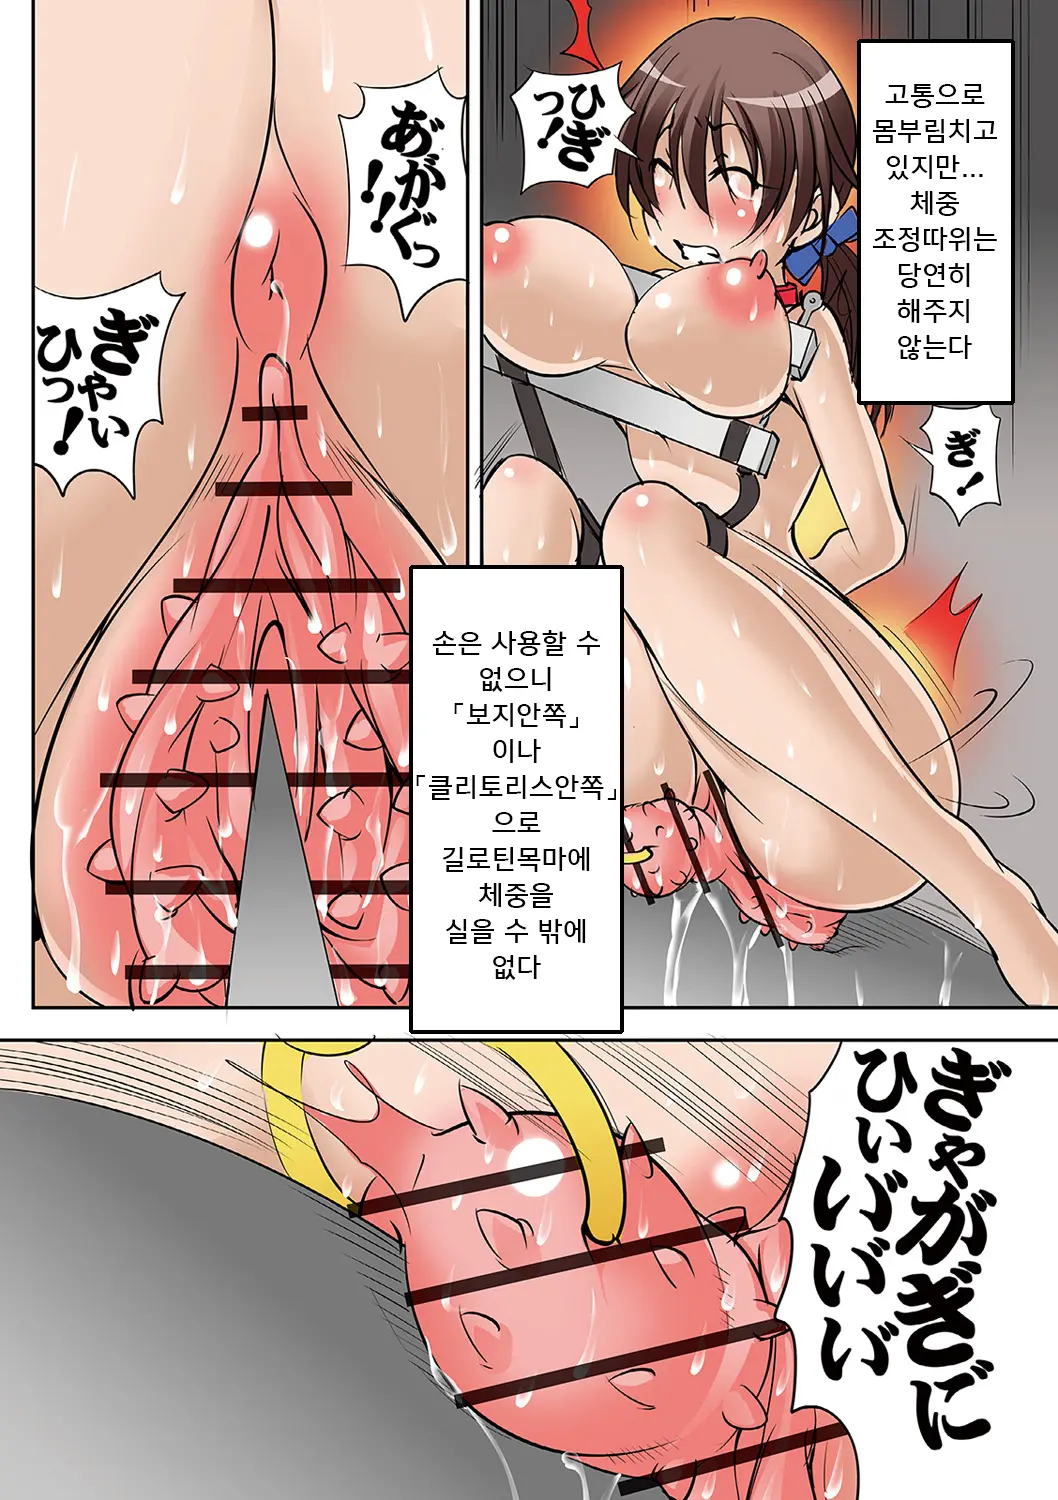 고통으로
몸부림치고
있지만...
체중
조정따위는
당연히
해주지
않는다
ひぎ
っ！
ぎ！
あ゙がぐっ
！！
ぎゃい
ひっ！
손은 사용할 수
없으니
「보지안쪽」
이나
「클리토리스안쪽」
으로
길로틴목마에
체중을
실을 수 밖에
없다
ぎゃがぎに゙
ひぃい゙い゙い゙